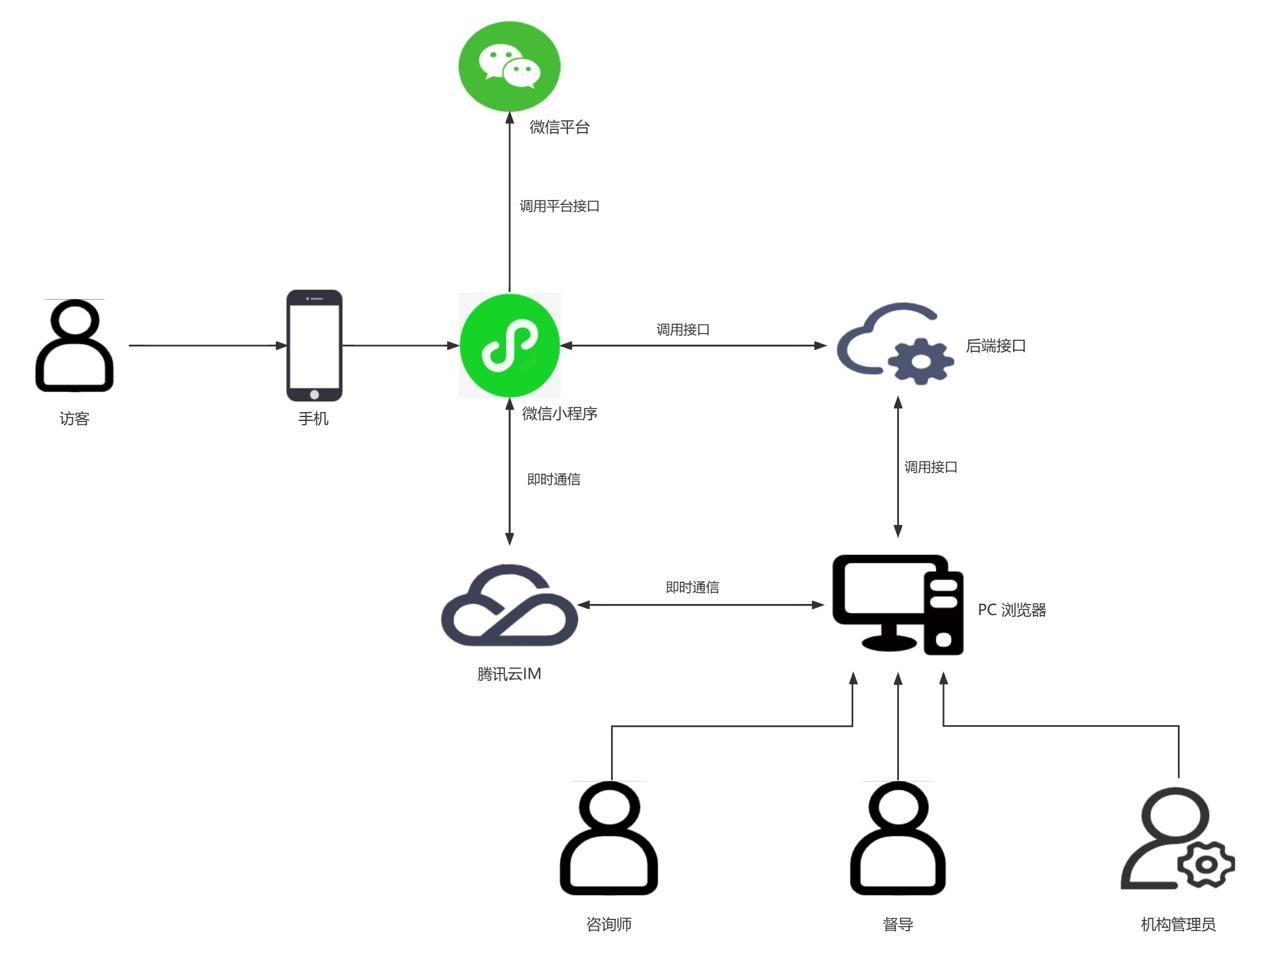 微信平台
调用平台接口
调用接口
后端接口
访客
手机
微信小程序
调用接口
即时通信
即时通信
PC 浏览器
腾讯云IM
咨询师
督导
机构管理员